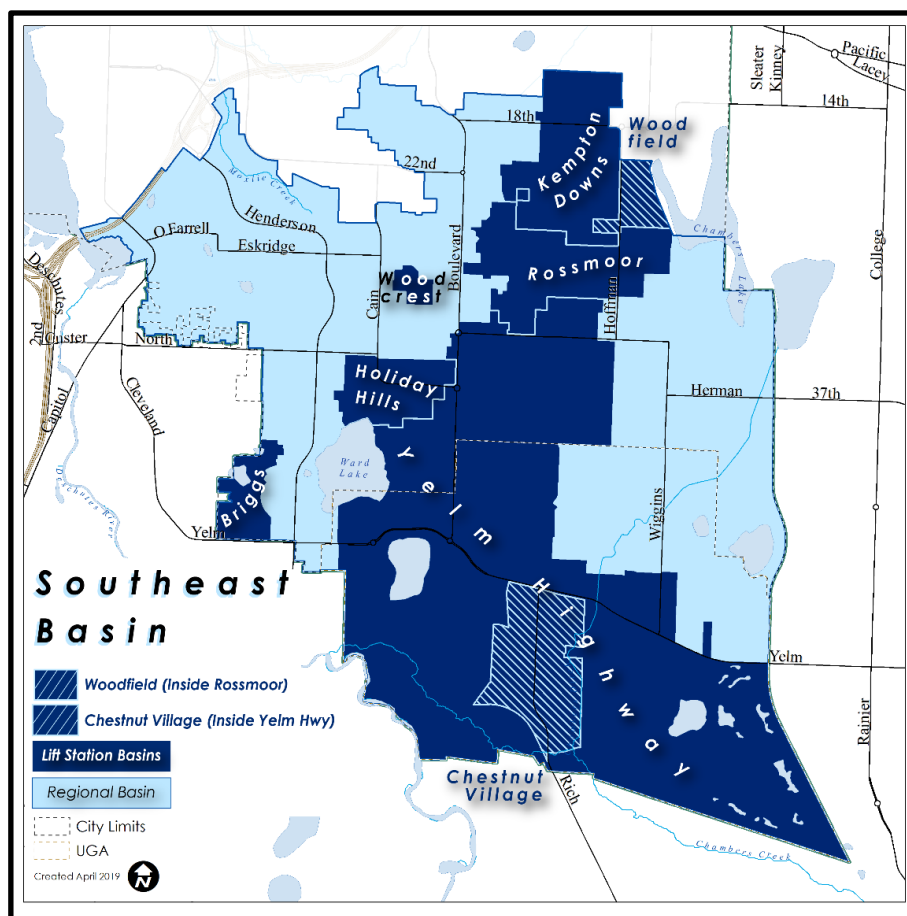 Pacific
Lacey
Sleater
Kinney
14th
18th
Wood
field
22nd
Kempton
Downs
Moxlie Creek
Henderson
O Farrell
Eskridge
Chambers
Lake
Boulevard
Rossmoor
College
Deschutes
Wood
crest
Cain
Hoffman
2nd
Custer
North
Holiday
Hills
Herman
37th
Capitol
Cleveland
Ward
Lake
Briggs
Deschutes River
Wiggins
Yelm
Yelm Highway
Southeast
Basin
Yelm
Woodfield (Inside Rossmoor)
Chestnut Village (Inside Yelm Hwy)
Rainier
Lift Station Basins
Chestnut
Village
Rich
Regional Basin
City Limits
UGA
Chambers Creek
Created April 2019
N